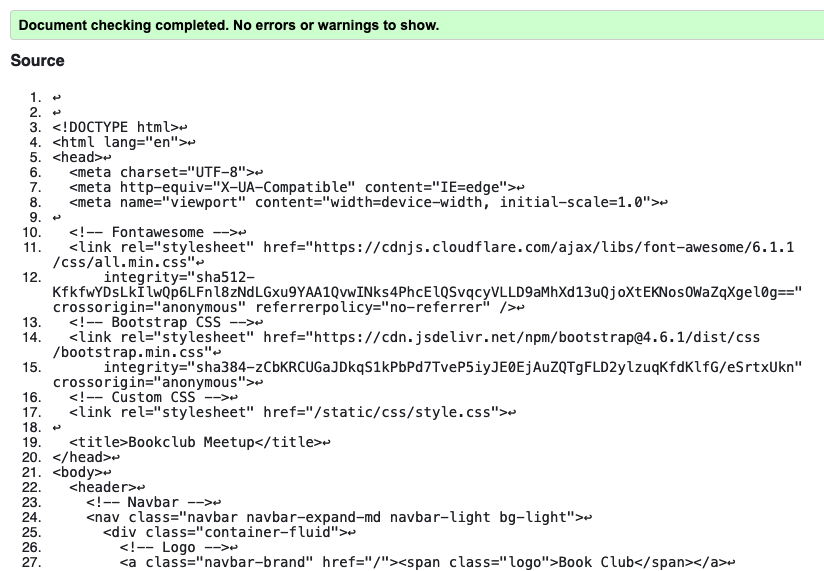 Document checking completed. No errors or warnings to show.
Source
1. ↩
2. ↩
3. <!DOCTYPE html>↩
4. <html lang="en">↩
5. <head>↩
6. <meta charset="UTF-8">↩
7. <meta http-equiv="X-UA-Compatible" content="IE=edge">↩
8. <meta name="viewport" content="width=device-width, initial-scale=1.0">↩
9. ↩
10. <!-- Fontawesome -->↩
11. <link rel="stylesheet" href="https://cdnjs.cloudflare.com/ajax/libs/font-awesome/6.1.1
/css/all.min.css"↩
12. integrity="sha512-
KfkfwYDsLkIlwQp6LFnl8zNdLGxu9YAA1QvwINks4PhcElQSvqcyVLLD9aMhXd13uQjoXtEKNosOWaZqXgel0g=="
crossorigin="anonymous" referrerpolicy="no-referrer" />↩
13. <!-- Bootstrap CSS -->↩
14. <link rel="stylesheet" href="https://cdn.jsdelivr.net/npm/bootstrap@4.6.1/dist/css
/bootstrap.min.css"↩
15. integrity="sha384-zCbKRCUGaJDkqS1kPbPd7TveP5iyJE0EjAuZQTgFLD2ylzuqKfdKlfG/eSrtxUkn"
crossorigin="anonymous">↩
16. <!-- Custom CSS -->↩
17. <link rel="stylesheet" href="/static/css/style.css">↩
18. ↩
19. <title>Bookclub Meetup</title>↩
20. </head>↩
21. <body>↩
22. <header>↩
23. <!-- Navbar -->↩
24. <nav class="navbar navbar-expand-md navbar-light bg-light">↩
25. <div class="container-fluid">↩
26. <!-- Logo -->↩
27. <a class="navbar-brand" href="/"><span class="logo">Book Club</span></a>↩